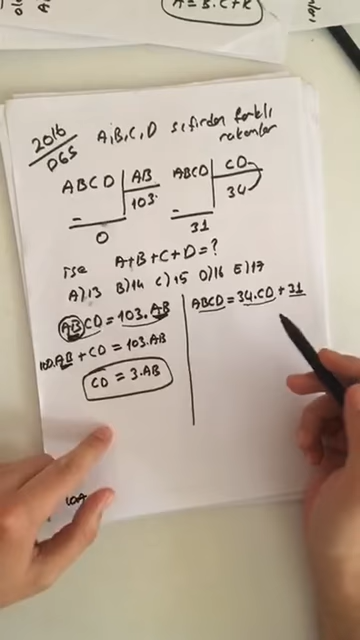 A = B.C+K
2016
DGS
A,B,C,D sıfırdan farklı
rakamlar
ABCD | AB
103
-
0
ABCD | CD
34
-
31
ise A+B+C+D=?
A)13 B)14 C)15 D)16 E)17
ABCD = 103.AB
100.AB + CD = 103.AB
CD = 3.AB
ABCD = 34.CD + 31